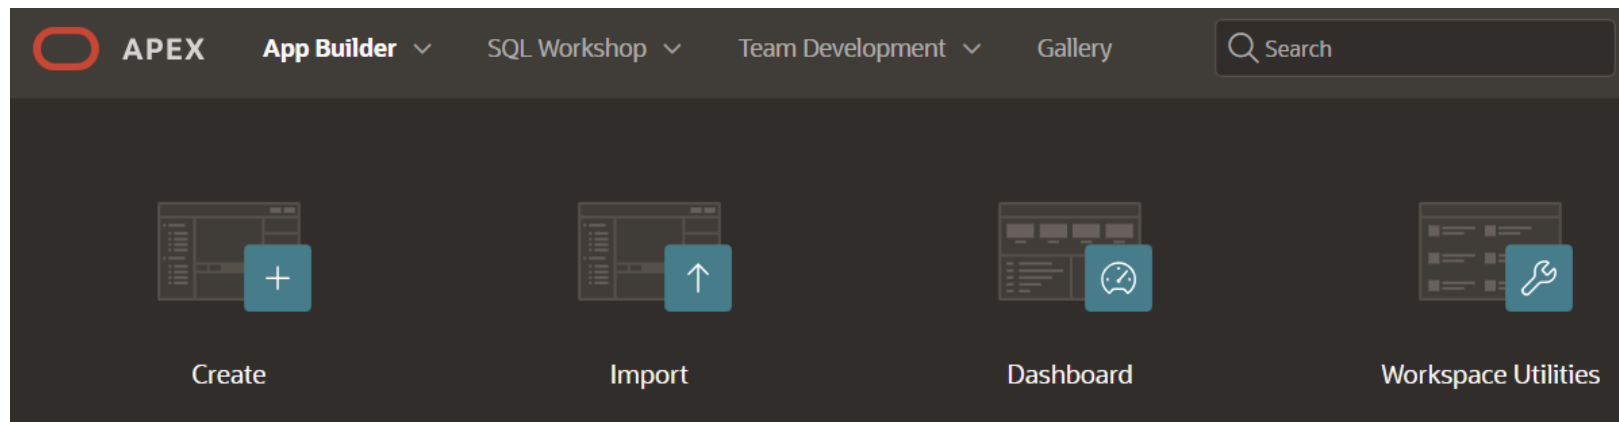 APEX App Builder SQL Workshop Team Development Gallery Search
Create Import Dashboard Workspace Utilities